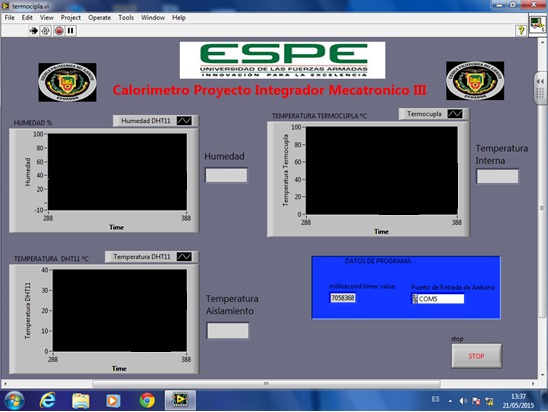 termocipla.vi
File Edit View Project Operate Tools Window Help
ESPE
UNIVERSIDAD DE LAS FUERZAS ARMADAS
INNOVACIÓN PARA LA EXCELENCIA
Calorimetro Proyecto Integrador Mecatronico III
ECUADOR
ECUADOR
HUMEDAD %
Humedad DHT11
100
80
60
40
20
-10
Humedad
288
388
Time
Humedad
TEMPERATURA TERMOCUPLA ºC
Termocupla
100
80
60
40
20
0
Temperatura Termocupla
288
388
Time
Temperatura
Interna
TEMPERATURA DHT11 ºC
Temperatura DHT11
40
30
20
10
0
Temperatura DHT11
288
388
Time
Temperatura
Aislamiento
DATOS DE PROGRAMA
millisecond timer value
7058368
Puerto de Entrada de Arduino
COM5
stop
STOP
ES
13:37
21/05/2015